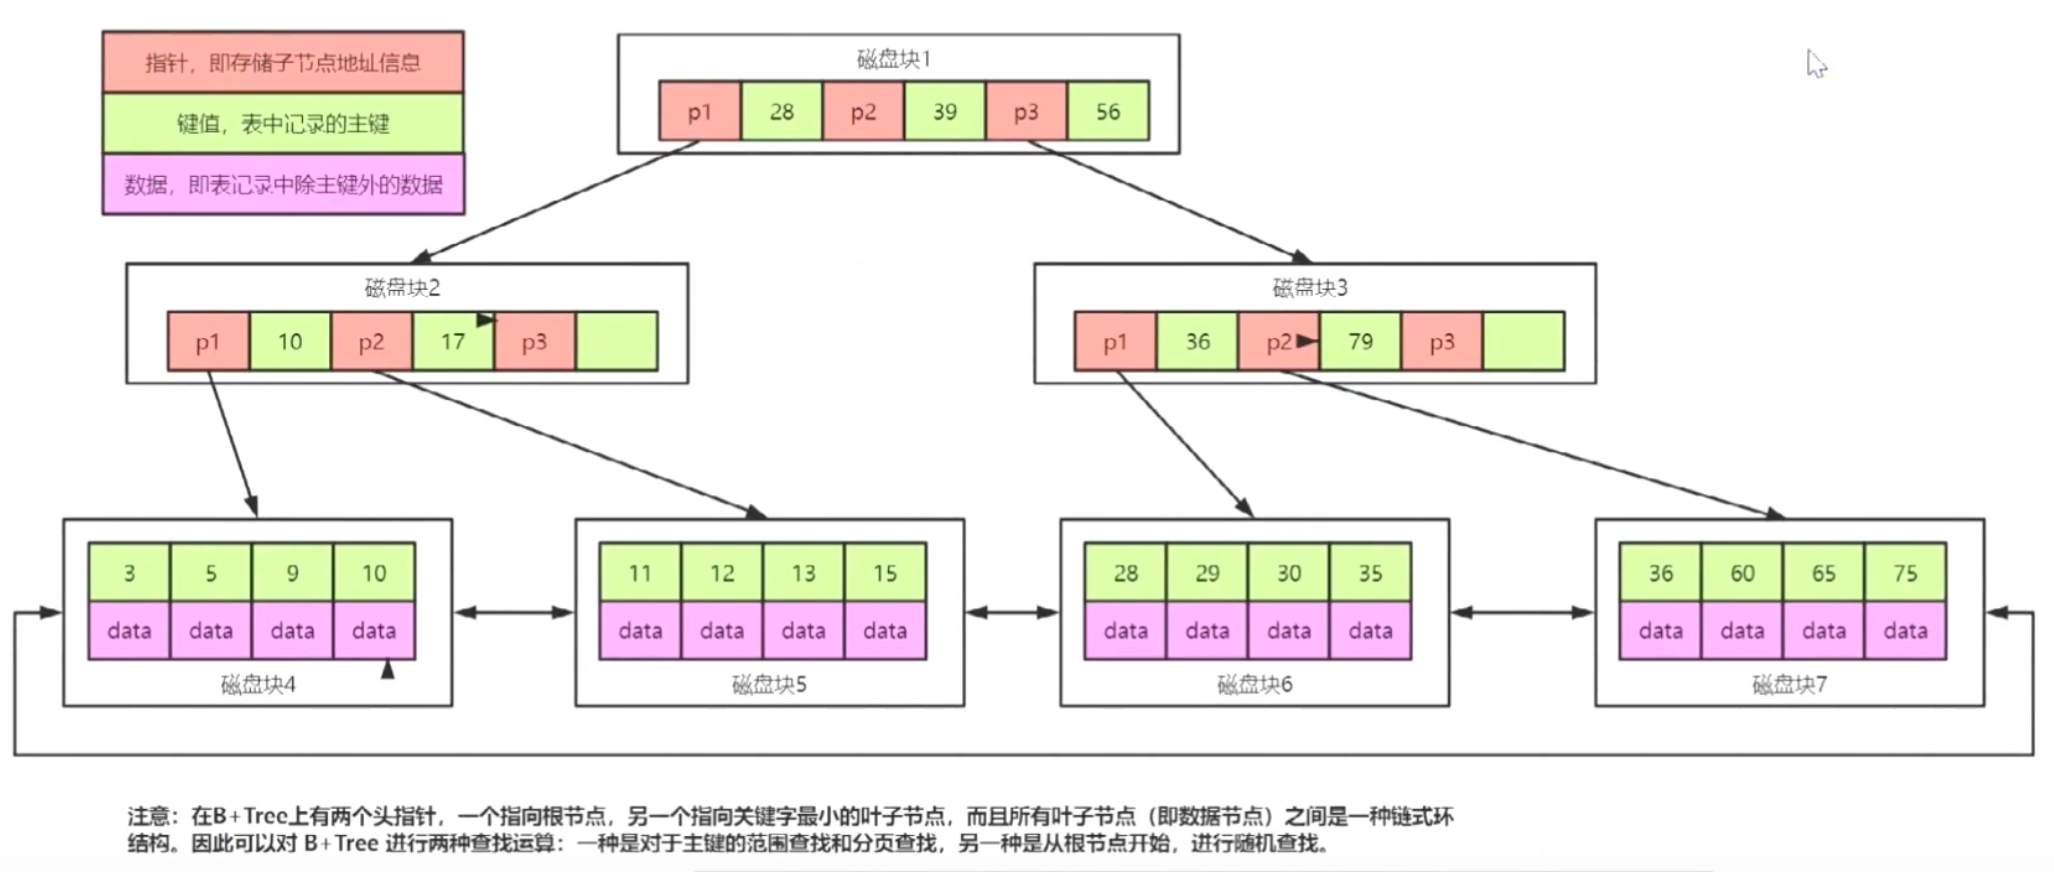 指针，即存储子节点地址信息
键值，表中记录的主键
数据，即表记录中除主键外的数据
磁盘块1
p1 28 p2 39 p3 56
磁盘块2
p1 10 p2 17 p3
磁盘块3
p1 36 p2 79 p3
3 5 9 10
data data data data
磁盘块4
11 12 13 15
data data data data
磁盘块5
28 29 30 35
data data data data
磁盘块6
36 60 65 75
data data data data
磁盘块7
注意：在B+Tree上有两个头指针，一个指向根节点，另一个指向关键字最小的叶子节点，而且所有叶子节点（即数据节点）之间是一种链式环
结构。因此可以对 B+Tree 进行两种查找运算：一种是对于主键的范围查找和分页查找，另一种是从根节点开始，进行随机查找。